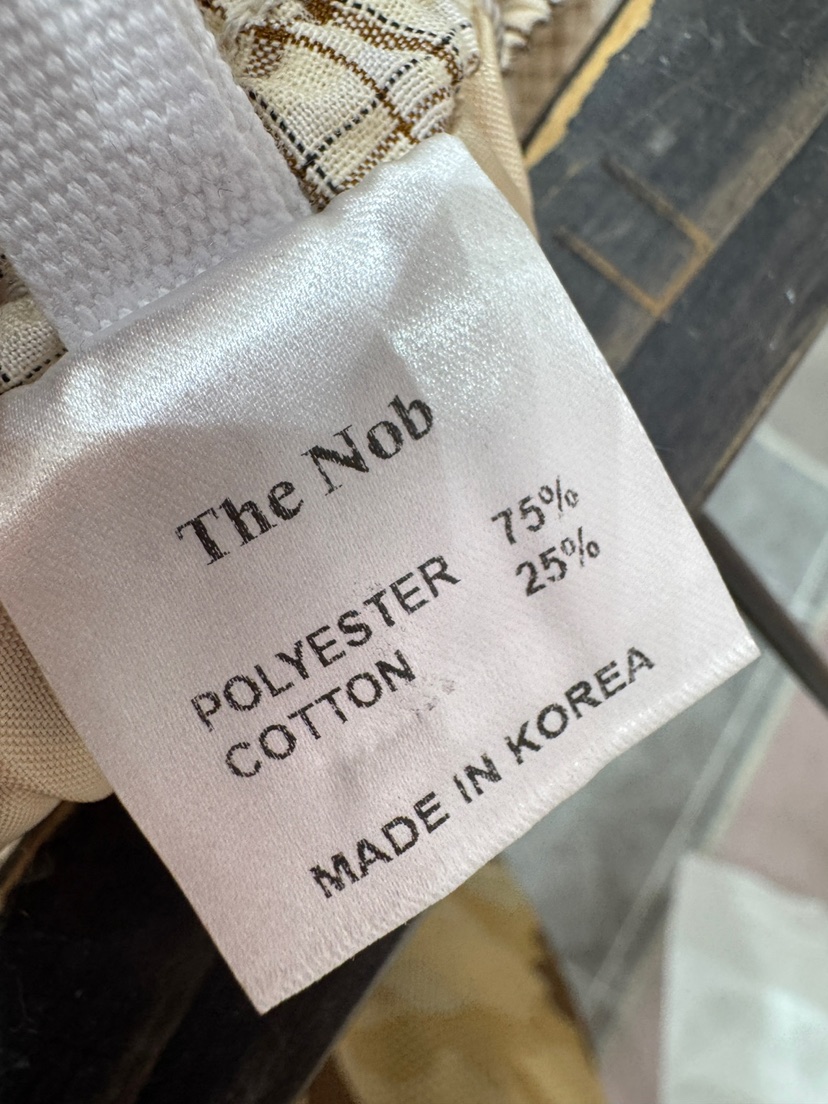 The Nob
POLYESTER 75%
COTTON 25%
MADE IN KOREA